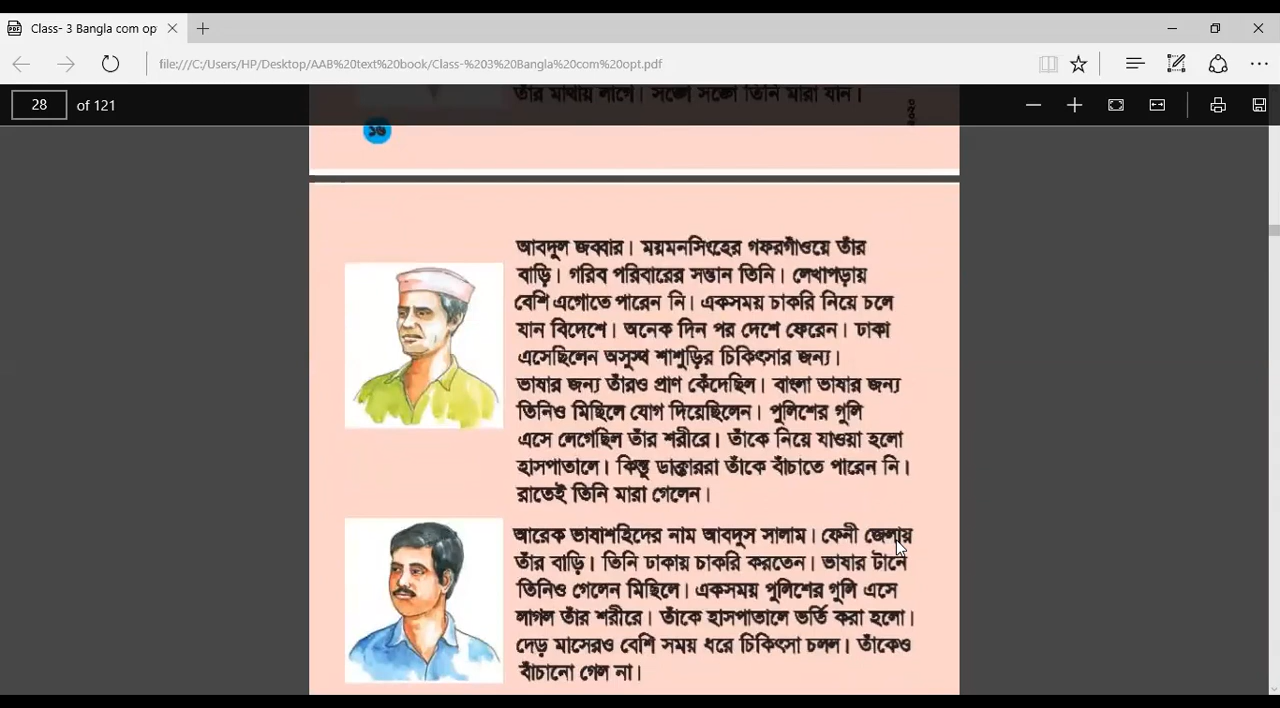 Class- 3 Bangla com op
file:///C:/Users/HP/Desktop/AAB%20text%20book/Class-%203%20Bangla%20com%20opt.pdf
28 of 121
তাঁর মাথায় লাগে। সঙ্গে সঙ্গে তিনি মারা যান।
২০২০
১৬
আবদুল জব্বার। ময়মনসিংহের গফরগাঁওয়ে তাঁর
বাড়ি। গরিব পরিবারের সন্তান তিনি। লেখাপড়ায়
বেশি এগোতে পারেন নি। একসময় চাকরি নিয়ে চলে
যান বিদেশে। অনেক দিন পর দেশে ফেরেন। ঢাকা
এসেছিলেন অসুস্থ শাশুড়ির চিকিৎসার জন্য।
ভাষার জন্য তাঁরও প্রাণ কেঁদেছিল। বাংলা ভাষার জন্য
তিনিও মিছিলে যোগ দিয়েছিলেন। পুলিশের গুলি
এসে লেগেছিল তাঁর শরীরে। তাঁকে নিয়ে যাওয়া হলো
হাসপাতালে। কিন্তু ডাক্তাররা তাঁকে বাঁচাতে পারেন নি।
রাতেই তিনি মারা গেলেন।
আরেক ভাষাশহিদের নাম আবদুস সালাম। ফেনী জেলায়
তাঁর বাড়ি। তিনি ঢাকায় চাকরি করতেন। ভাষার টানে
তিনিও গেলেন মিছিলে। একসময় পুলিশের গুলি এসে
লাগল তাঁর শরীরে। তাঁকে হাসপাতালে ভর্তি করা হলো।
দেড় মাসেরও বেশি সময় ধরে চিকিৎসা চলল। তাঁকেও
বাঁচানো গেল না।